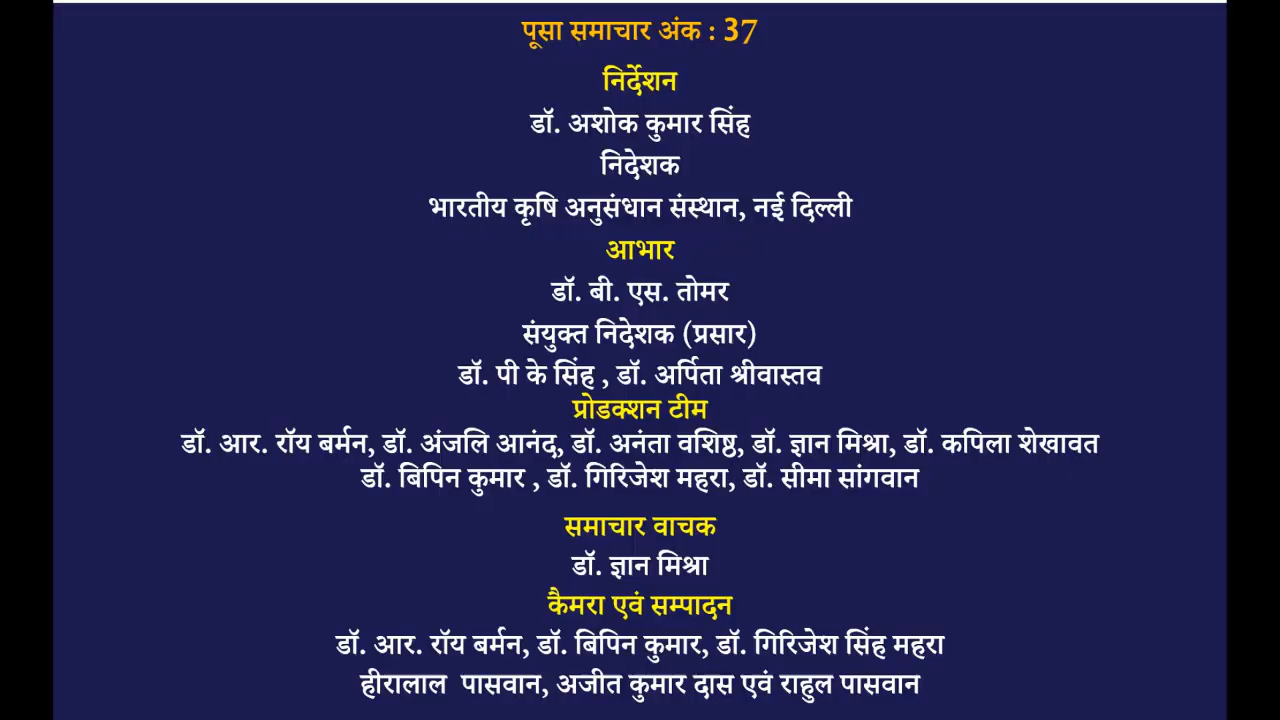 पूसा समाचार अंक : 37
निर्देशन
डॉ. अशोक कुमार सिंह
निदेशक
भारतीय कृषि अनुसंधान संस्थान, नई दिल्ली
आभार
डॉ. बी. एस. तोमर
संयुक्त निदेशक (प्रसार)
डॉ. पी के सिंह , डॉ. अर्पिता श्रीवास्तव
प्रोडक्शन टीम
डॉ. आर. रॉय बर्मन, डॉ. अंजलि आनंद, डॉ. अनंता वशिष्ठ, डॉ. ज्ञान मिश्रा, डॉ. कपिला शेखावत
डॉ. बिपिन कुमार , डॉ. गिरिजेश महरा, डॉ. सीमा सांगवान
समाचार वाचक
डॉ. ज्ञान मिश्रा
कैमरा एवं सम्पादन
डॉ. आर. रॉय बर्मन, डॉ. बिपिन कुमार, डॉ. गिरिजेश सिंह महरा
हीरालाल पासवान, अजीत कुमार दास एवं राहुल पासवान